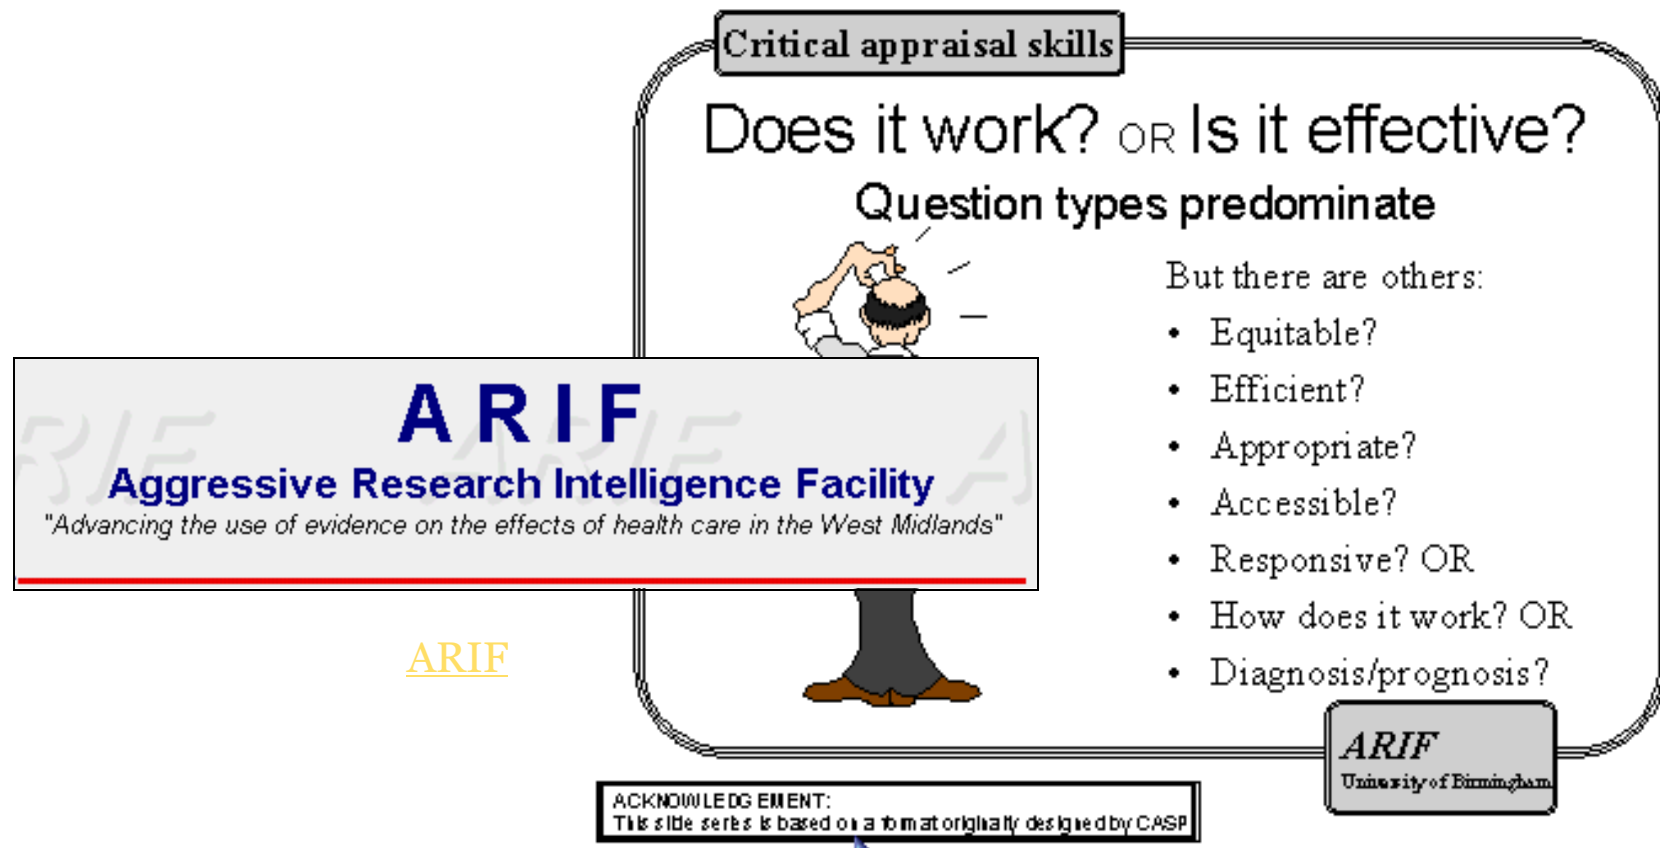 Critical appraisal skills
Does it work? OR Is it effective?
Question types predominate
But there are others:
• Equitable?
• Efficient?
• Appropriate?
• Accessible?
• Responsive? OR
• How does it work? OR
• Diagnosis/prognosis?
ARIF
University of Birmingham
RIF ARIF A
A R I F
Aggressive Research Intelligence Facility
"Advancing the use of evidence on the effects of health care in the West Midlands"
ARIF
ACKNOWLEDGEMENT:
This slide series is based on a format originally designed by CASP